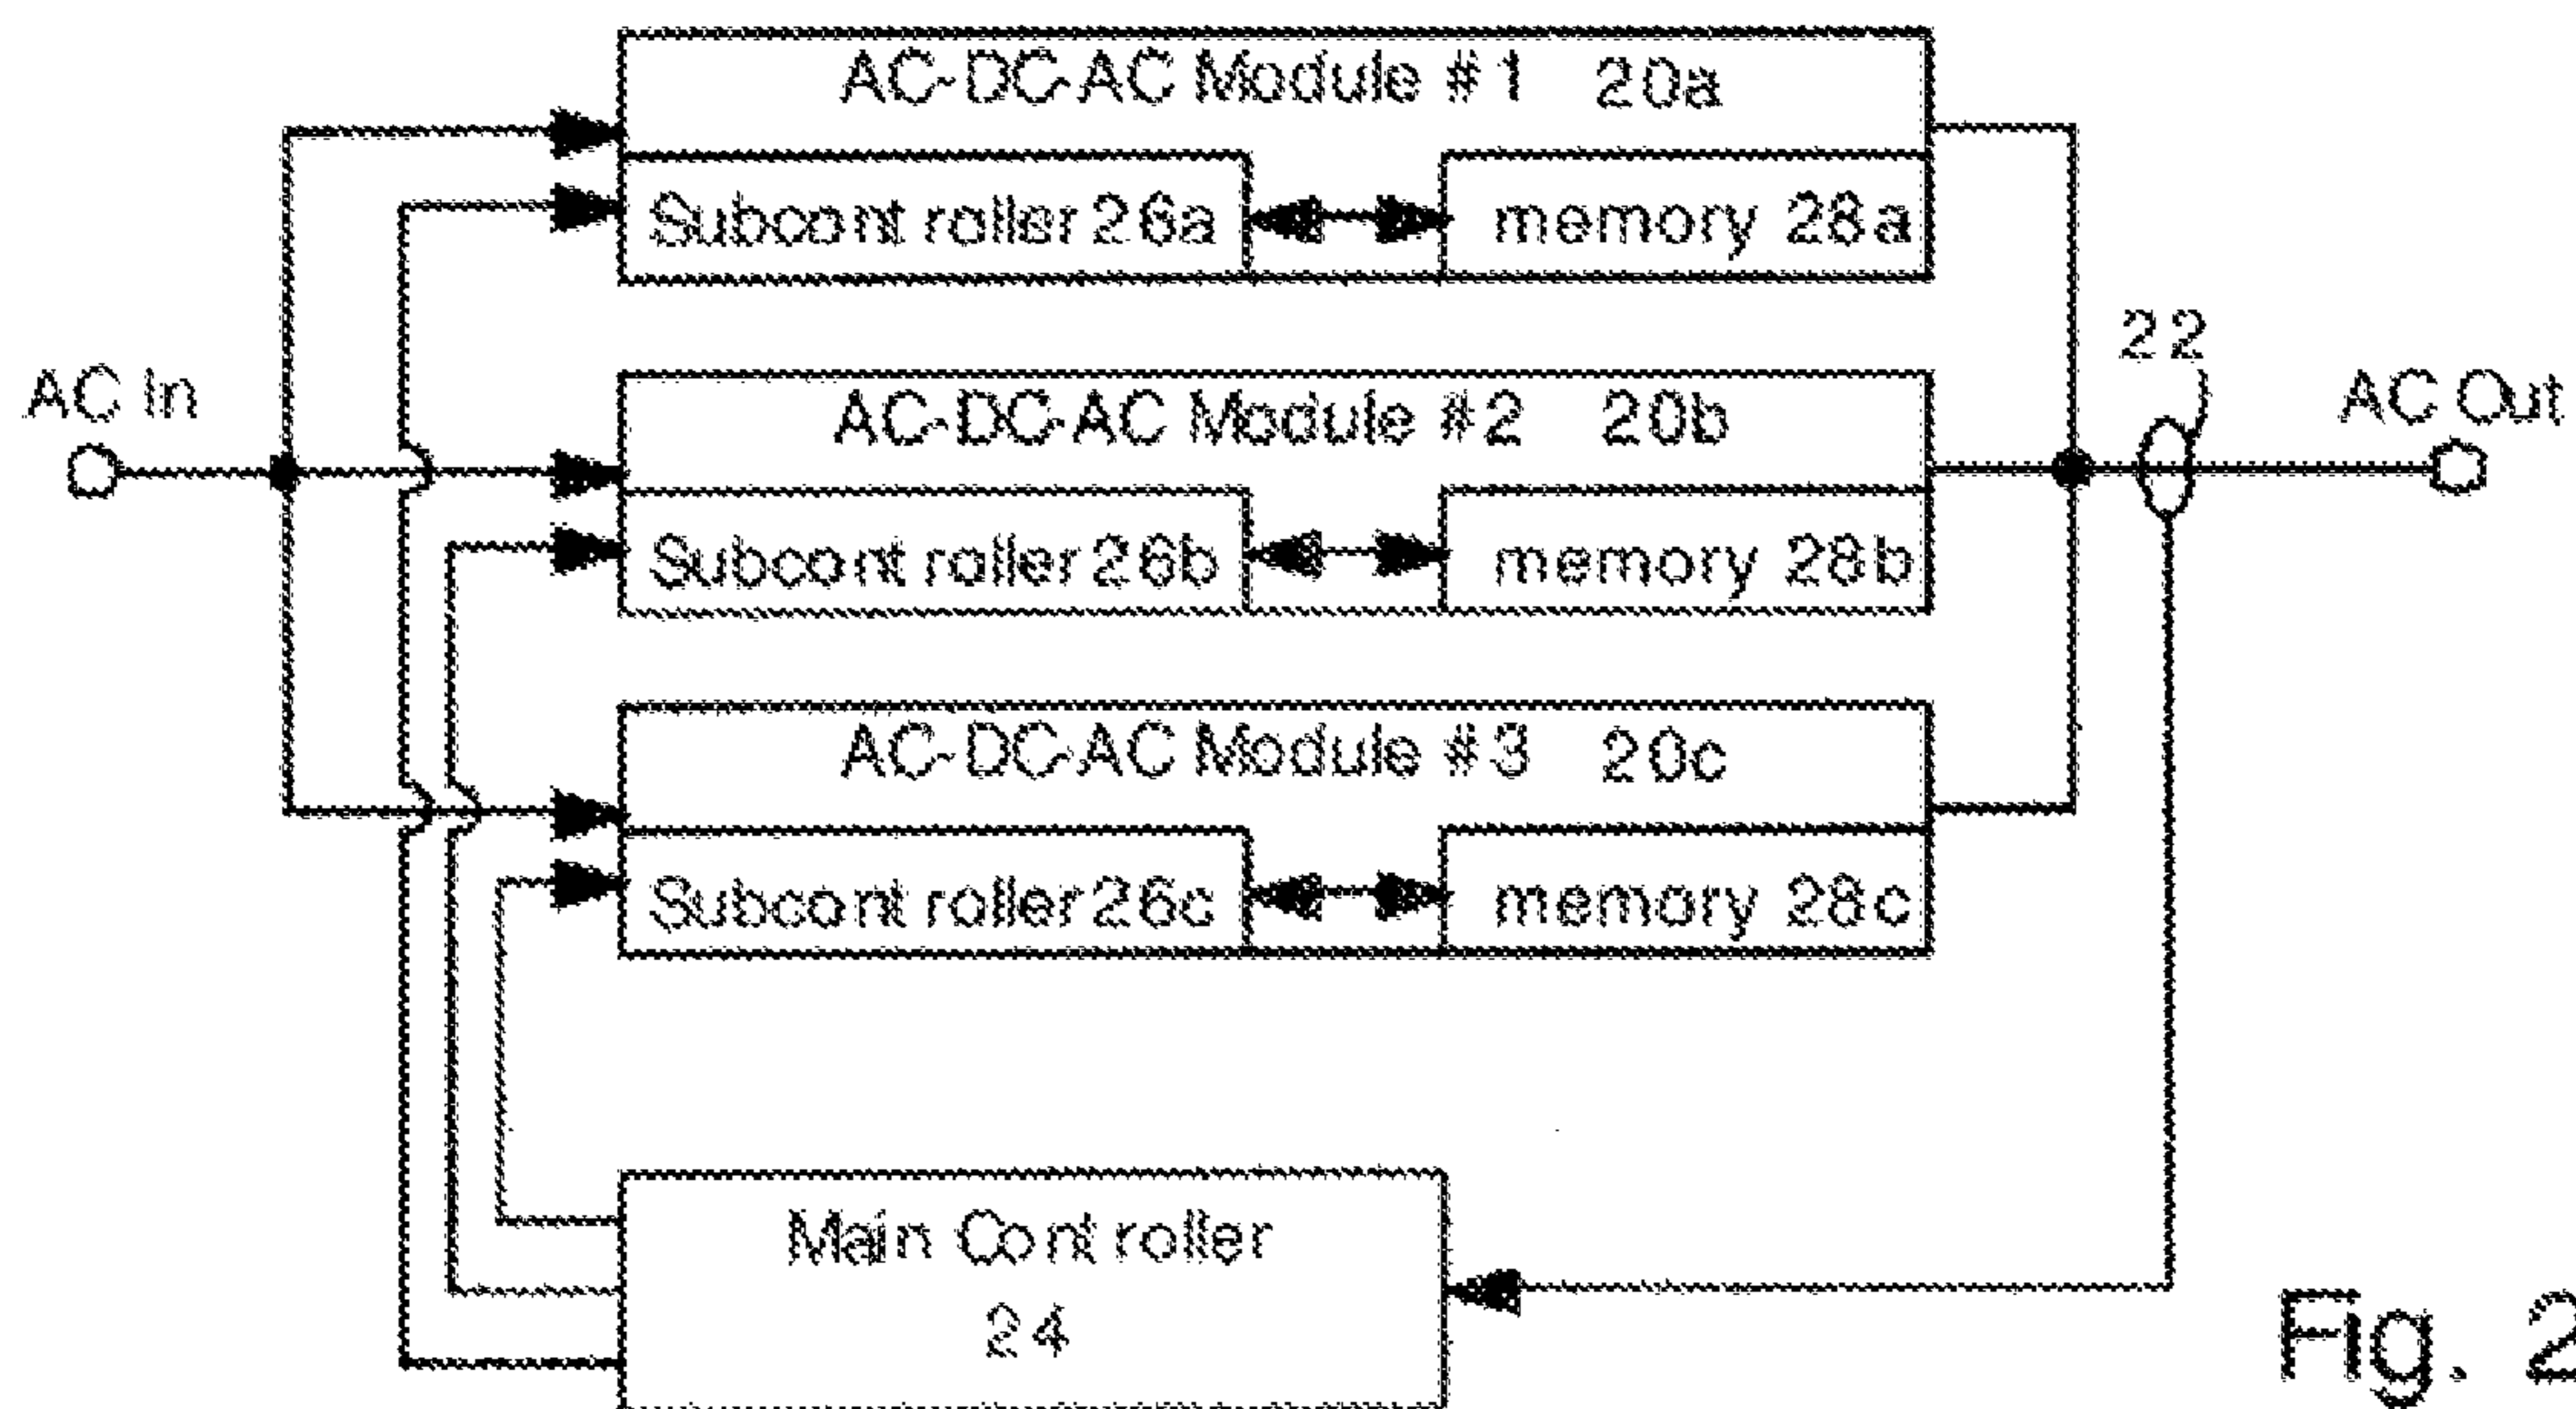 AC-DC-AC Module #1 20a
Subcontroller 26a memory 28a
22
AC In
AC Out
AC-DC-AC Module #2 20b
Subcontroller 26b memory 28b
AC-DC-AC Module #3 20c
Subcontroller 26c memory 28c
Main Controller
24
Fig. 2